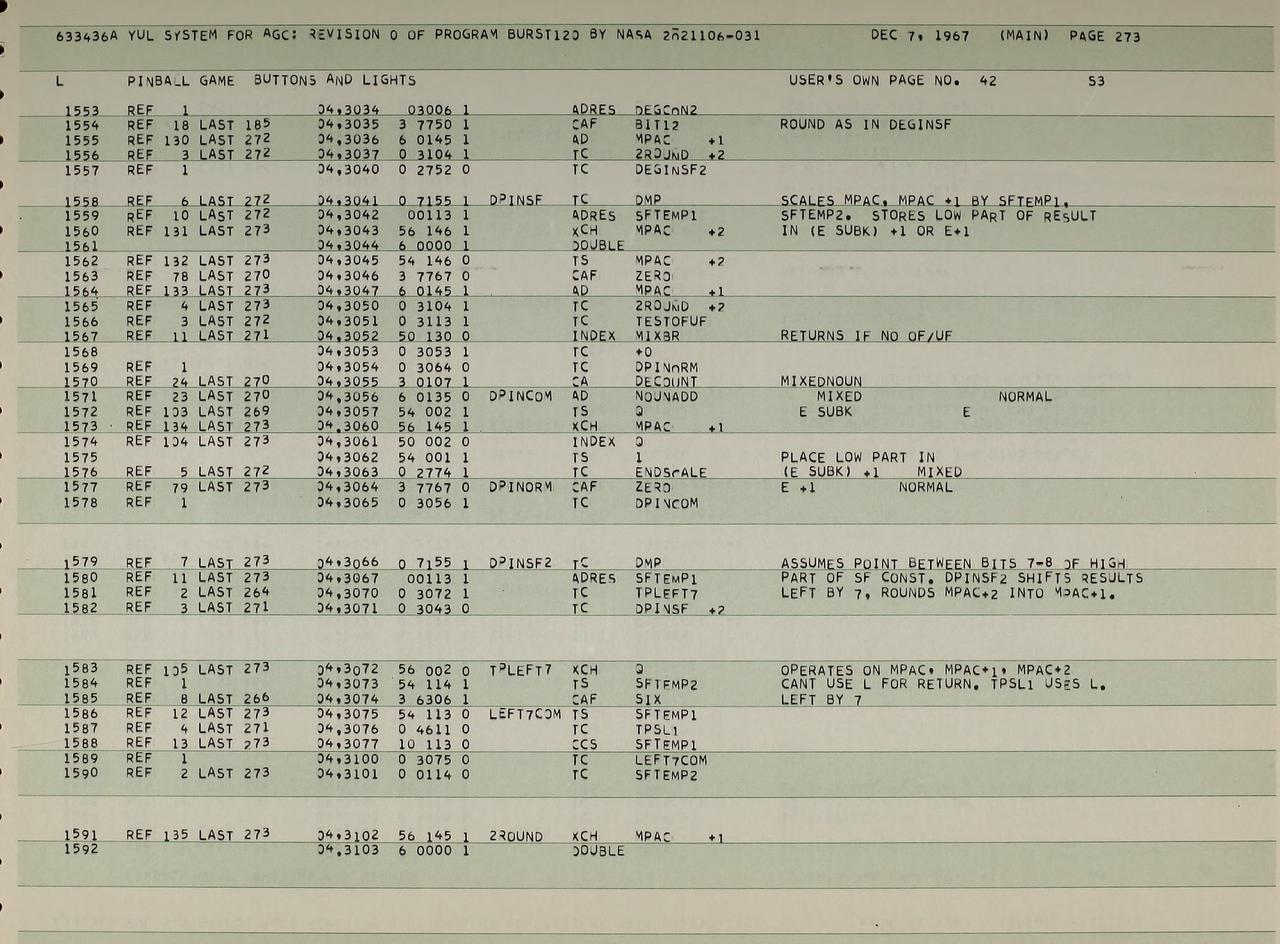 633436A YUL SYSTEM FOR AGC: REVISION 0 OF PROGRAM BURST120 BY NASA 2021106-031 DEC 7, 1967 (MAIN) PAGE 273
L PINBALL GAME BUTTONS AND LIGHTS USER'S OWN PAGE NO. 42 S3
1553 REF 1 04,3034 03006 1 ADRES DEGCON2
1554 REF 18 LAST 185 04,3035 3 7750 1 CAF BIT12 ROUND AS IN DEGINSF
1555 REF 130 LAST 272 04,3036 6 0145 1 AD MPAC +1
1556 REF 3 LAST 272 04,3037 0 3104 1 TC 2ROUND +2
1557 REF 1 04,3040 0 2752 0 TC DEGINSF2
1558 REF 6 LAST 272 04,3041 0 7155 1 DPINSF TC DMP SCALES MPAC, MPAC +1 BY SFTEMP1,
1559 REF 10 LAST 272 04,3042 00113 1 ADRES SFTEMP1 SFTEMP2. STORES LOW PART OF RESULT
1560 REF 131 LAST 273 04,3043 56 146 1 XCH MPAC +2 IN (E SUBK) +1 OR E+1
1561 04,3044 6 0000 1 DOUBLE
1562 REF 132 LAST 273 04,3045 54 146 0 TS MPAC +2
1563 REF 78 LAST 270 04,3046 3 7767 0 CAF ZERO
1564 REF 133 LAST 273 04,3047 6 0145 1 AD MPAC +1
1565 REF 4 LAST 273 04,3050 0 3104 1 TC 2ROUND +2
1566 REF 3 LAST 272 04,3051 0 3113 1 TC TESTOFUF
1567 REF 11 LAST 271 04,3052 50 130 0 INDEX MIXBR RETURNS IF NO OF/UF
1568 04,3053 0 3053 1 TC +0
1569 REF 1 04,3054 0 3064 0 TC DPINORM
1570 REF 24 LAST 270 04,3055 3 0107 1 CA DECOUNT MIXEDNOUN
1571 REF 23 LAST 270 04,3056 6 0135 0 DPINCOM AD NOUNADD MIXED NORMAL
1572 REF 103 LAST 269 04,3057 54 002 1 TS Q E SUBK E
1573 REF 134 LAST 273 04,3060 56 145 1 XCH MPAC +1
1574 REF 104 LAST 273 04,3061 50 002 0 INDEX Q
1575 04,3062 54 001 1 TS 1 PLACE LOW PART IN
1576 REF 5 LAST 272 04,3063 0 2774 1 TC ENDSCALE (E SUBK) +1 MIXED
1577 REF 79 LAST 273 04,3064 3 7767 0 DPINORM CAF ZERO E +1 NORMAL
1578 REF 1 04,3065 0 3056 1 TC DPINCOM
1579 REF 7 LAST 273 04,3066 0 7155 1 DPINSF2 TC DMP ASSUMES POINT BETWEEN BITS 7-8 OF HIGH
1580 REF 11 LAST 273 04,3067 00113 1 ADRES SFTEMP1 PART OF SF CONST. DPINSF2 SHIFTS RESULTS
1581 REF 2 LAST 264 04,3070 0 3072 1 TC TPLEFT7 LEFT BY 7, ROUNDS MPAC+2 INTO MPAC+1.
1582 REF 3 LAST 271 04,3071 0 3043 0 TC DPINSF +2
1583 REF 105 LAST 273 04,3072 56 002 0 TPLEFT7 XCH Q OPERATES ON MPAC, MPAC+1, MPAC+2
1584 REF 1 04,3073 54 114 1 TS SFTEMP2 CANT USE L FOR RETURN. TPSL1 USES L.
1585 REF 8 LAST 266 04,3074 3 6306 1 CAF SIX LEFT BY 7
1586 REF 12 LAST 273 04,3075 54 113 0 LEFT7COM TS SFTEMP1
1587 REF 4 LAST 271 04,3076 0 4611 0 TC TPSL1
1588 REF 13 LAST 273 04,3077 10 113 0 CCS SFTEMP1
1589 REF 1 04,3100 0 3075 0 TC LEFT7COM
1590 REF 2 LAST 273 04,3101 0 0114 0 TC SFTEMP2
1591 REF 135 LAST 273 04,3102 56 145 1 2ROUND XCH MPAC +1
1592 04,3103 6 0000 1 DOUBLE